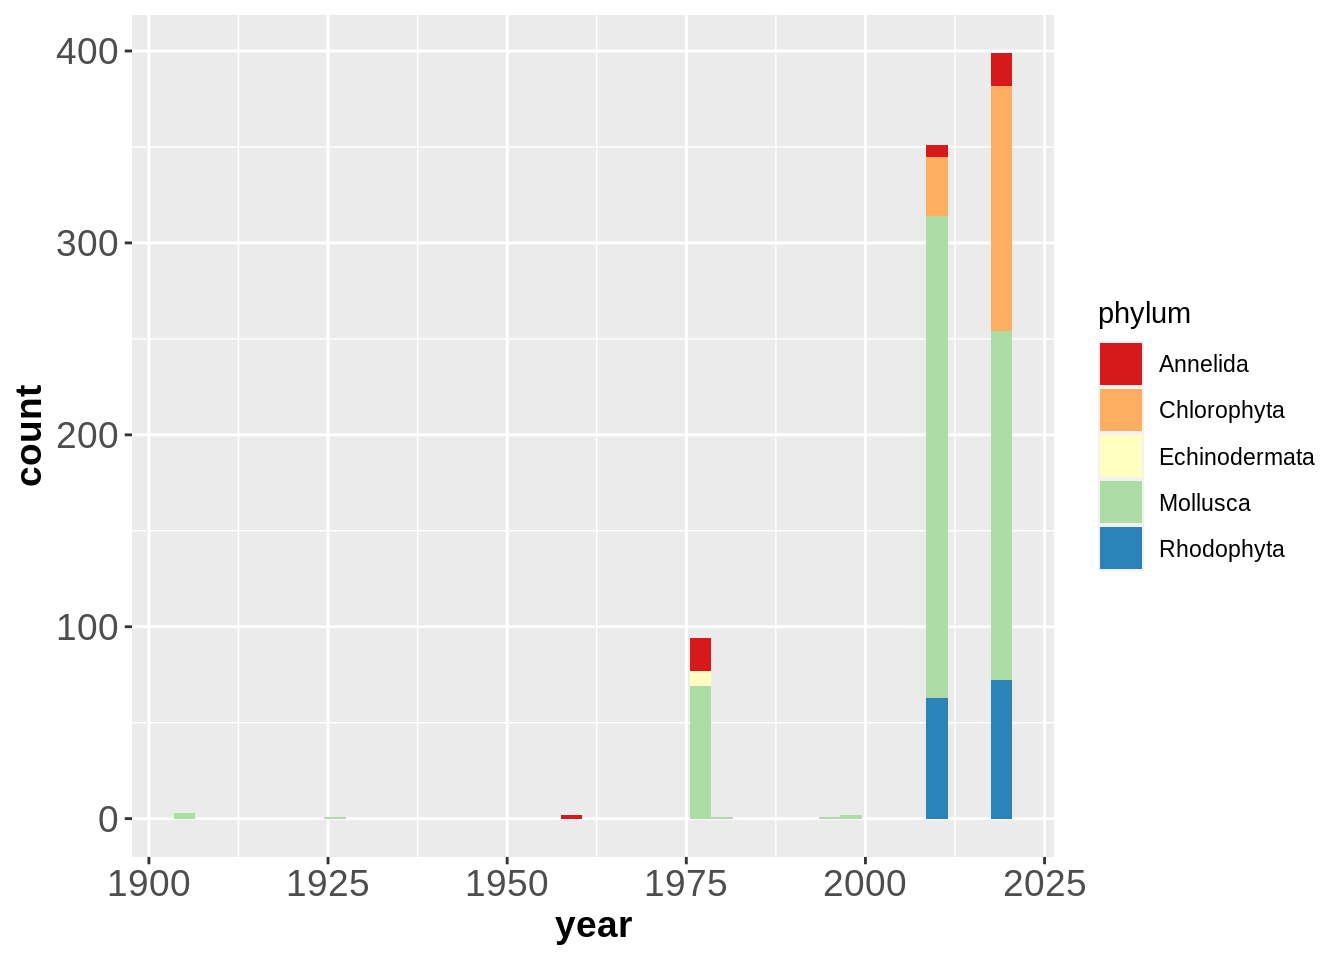 400
300
200
100
0
count
1900 1925 1950 1975 2000 2025
year
phylum
Annelida
Chlorophyta
Echinodermata
Mollusca
Rhodophyta